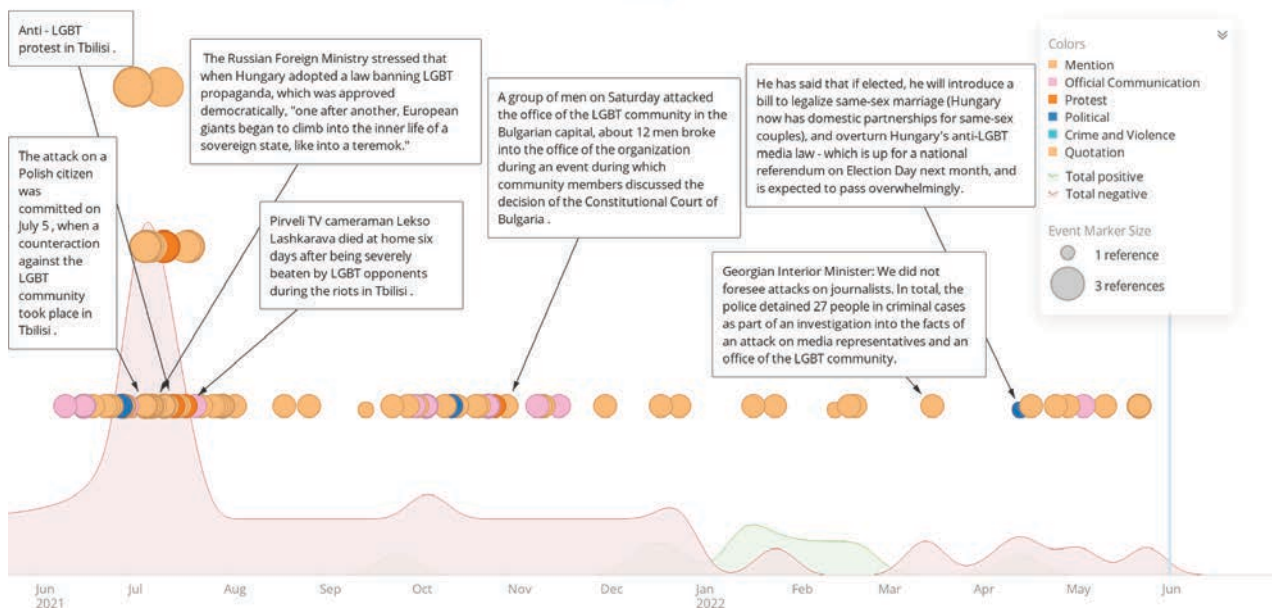 Anti - LGBT
protest in Tbilisi .
The attack on a
Polish citizen
was
committed on
July 5 , when a
counteraction
against the
LGBT
community
took place in
Tbilisi .
The Russian Foreign Ministry stressed that
when Hungary adopted a law banning LGBT
propaganda, which was approved
democratically, "one after another, European
giants began to climb into the inner life of a
sovereign state, like into a teremok."
Pirveli TV cameraman Lekso
Lashkarava died at home six
days after being severely
beaten by LGBT opponents
during the riots in Tbilisi .
A group of men on Saturday attacked
the office of the LGBT community in the
Bulgarian capital, about 12 men broke
into the office of the organization
during an event during which
community members discussed the
decision of the Constitutional Court of
Bulgaria .
He has said that if elected, he will introduce a
bill to legalize same-sex marriage (Hungary
now has domestic partnerships for same-sex
couples), and overturn Hungary's anti-LGBT
media law - which is up for a national
referendum on Election Day next month, and
is expected to pass overwhelmingly.
Georgian Interior Minister: We did not
foresee attacks on journalists. In total, the
police detained 27 people in criminal cases
as part of an investigation into the facts of
an attack on media representatives and an
office of the LGBT community.
Colors
Mention
Official Communication
Protest
Political
Crime and Violence
Quotation
Total positive
Total negative
Event Marker Size
1 reference
3 references
Jun
2021
Jul
Aug
Sep
Oct
Nov
Dec
Jan
2022
Feb
Mar
Apr
May
Jun